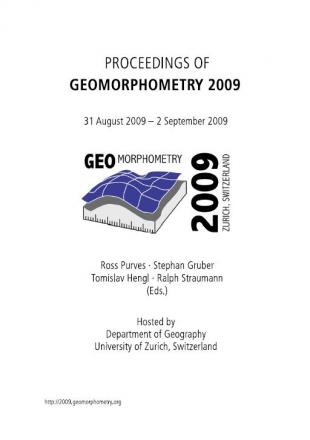 PROCEEDINGS OF
GEOMORPHOMETRY 2009
31 August 2009 – 2 September 2009
GEO MORPHOMETRY
2009
ZURICH, SWITZERLAND
Ross Purves · Stephan Gruber
Tomislav Hengl · Ralph Straumann
(Eds.)
Hosted by
Department of Geography
University of Zurich, Switzerland
http://2009.geomorphometry.org